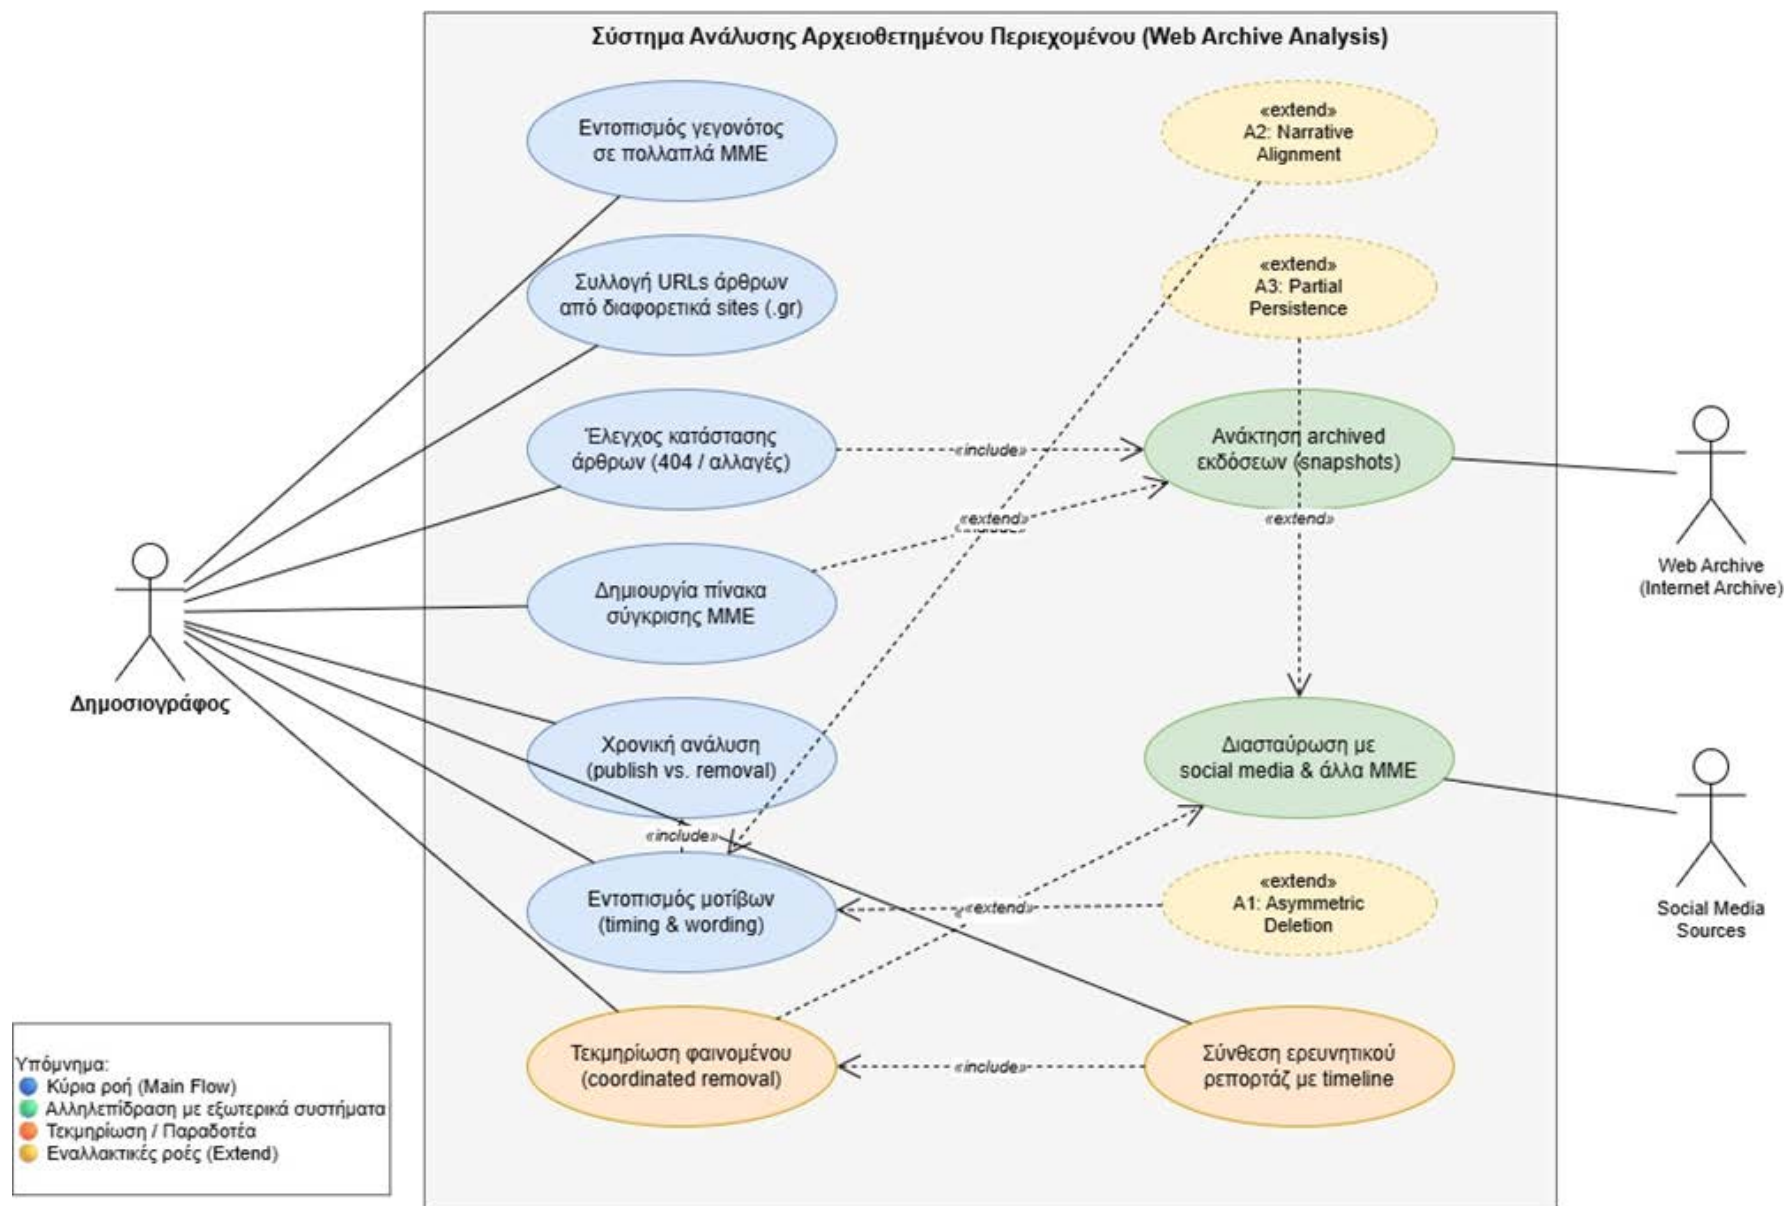 Σύστημα Ανάλυσης Αρχειοθετημένου Περιεχομένου (Web Archive Analysis)
Εντοπισμός γεγονότος
σε πολλαπλά ΜΜΕ
«extend»
A2: Narrative
Alignment
Συλλογή URLs άρθρων
από διαφορετικά sites (.gr)
«extend»
A3: Partial
Persistence
Έλεγχος κατάστασης
άρθρων (404 / αλλαγές)
«include»
Ανάκτηση archived
εκδόσεων (snapshots)
Web Archive
(Internet Archive)
«extend»
«extend»
Δημιουργία πίνακα
σύγκρισης ΜΜΕ
Δημοσιογράφος
Χρονική ανάλυση
(publish vs. removal)
Διασταύρωση με
social media & άλλα ΜΜΕ
Social Media
Sources
«include»
Εντοπισμός μοτίβων
(timing & wording)
«extend»
«extend»
A1: Asymmetric
Deletion
Τεκμηρίωση φαινομένου
(coordinated removal)
«include»
Σύνθεση ερευνητικού
ρεπορτάζ με timeline
Υπόμνημα:
Κύρια ροή (Main Flow)
Αλληλεπίδραση με εξωτερικά συστήματα
Τεκμηρίωση / Παραδοτέα
Εναλλακτικές ροές (Extend)